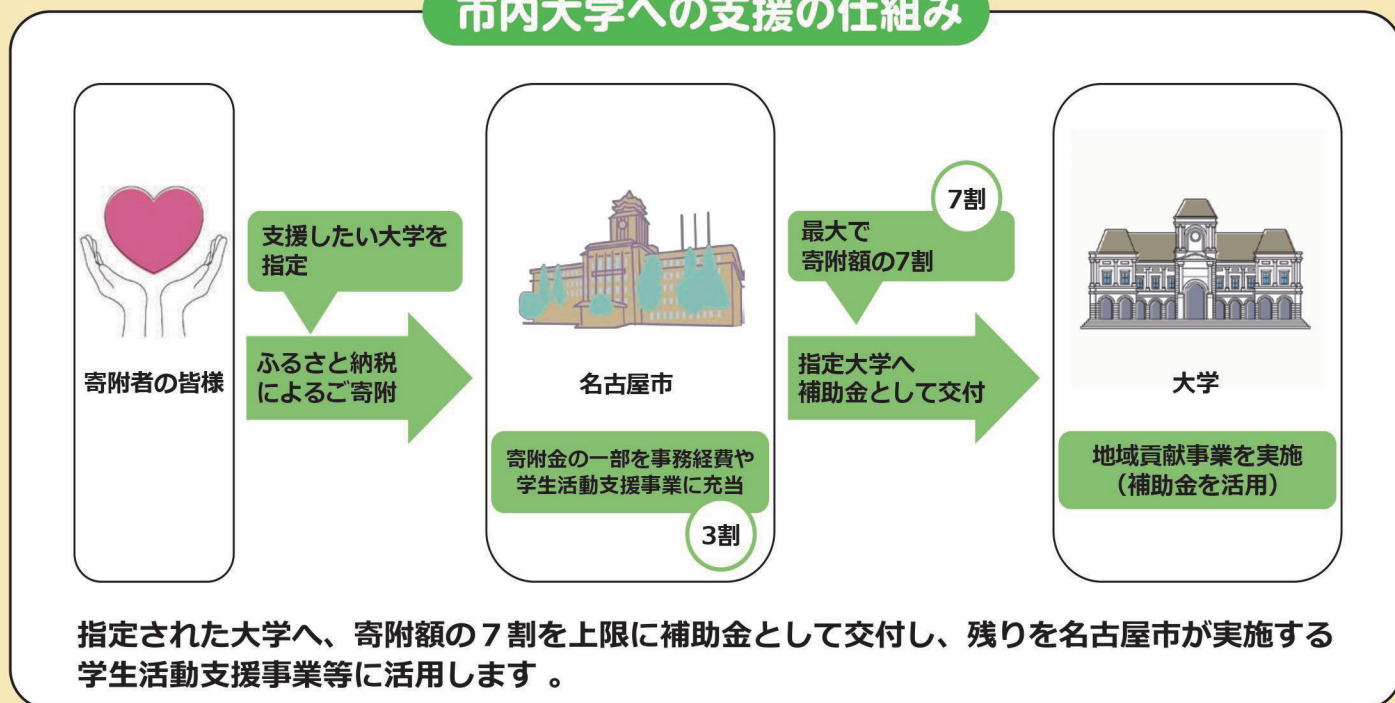 市内大学への支援の仕組み
支援したい大学を
指定
ふるさと納税
によるご寄附
寄附者の皆様
名古屋市
寄附金の一部を事務経費や
学生活動支援事業に充当
3割
7割
最大で
寄附額の7割
指定大学へ
補助金として交付
大学
地域貢献事業を実施
（補助金を活用）
指定された大学へ、寄附額の７割を上限に補助金として交付し、残りを名古屋市が実施する
学生活動支援事業等に活用します 。